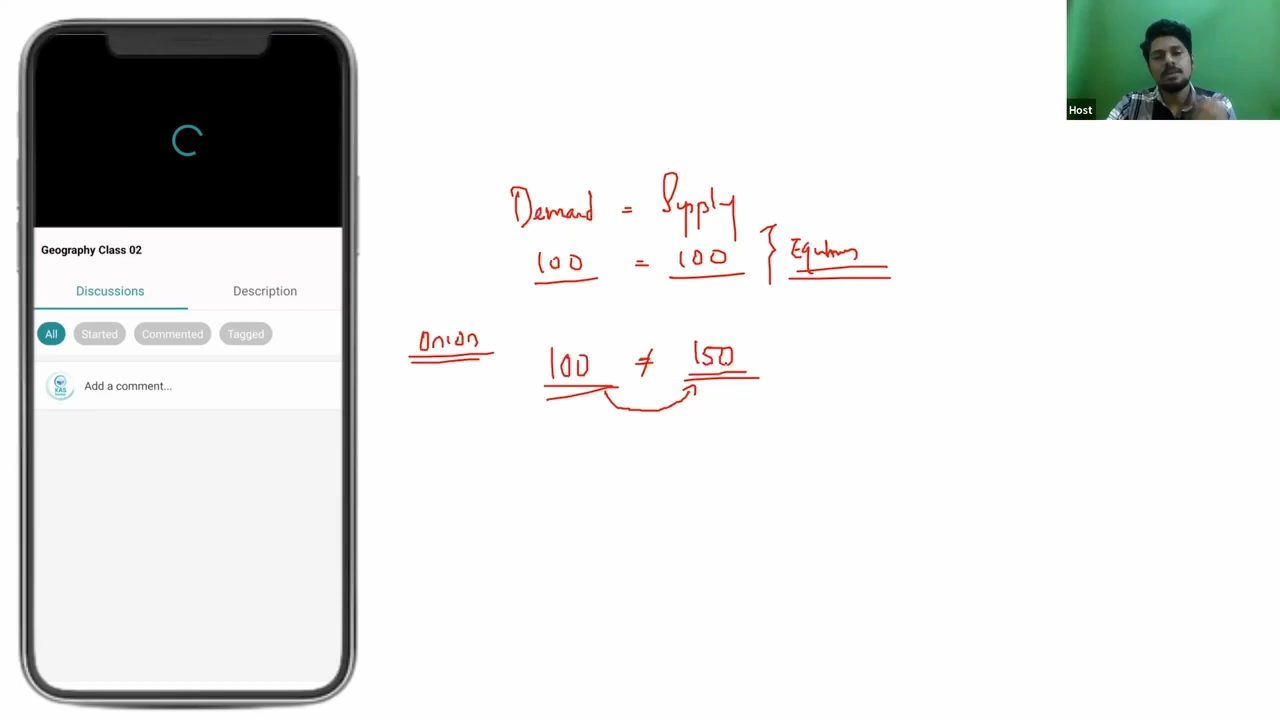 Host
Geography Class 02
Discussions Description
All Started Commented Tagged
KAS
Add a comment...
Demand = Supply
100 = 100 }
Onion
100 ≠ 150